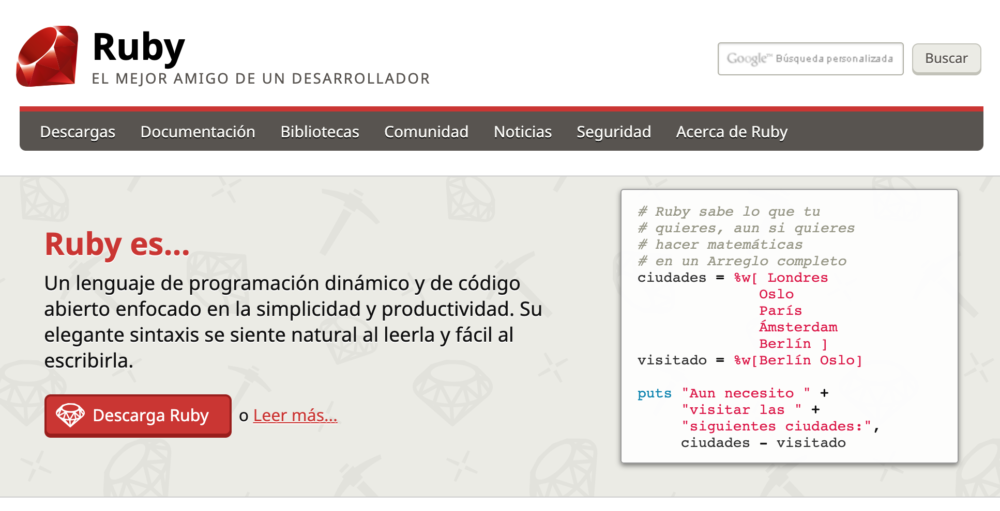 Ruby
EL MEJOR AMIGO DE UN DESARROLLADOR
Google™ Búsqueda personalizada
Buscar
Descargas Documentación Bibliotecas Comunidad Noticias Seguridad Acerca de Ruby
Ruby es...
Un lenguaje de programación dinámico y de código
abierto enfocado en la simplicidad y productividad. Su
elegante sintaxis se siente natural al leerla y fácil al
escribirla.
Descarga Ruby o Leer más...
# Ruby sabe lo que tu
# quieres, aun si quieres
# hacer matemáticas
# en un Arreglo completo
ciudades = %w[ Londres
Oslo
París
Ámsterdam
Berlín ]
visitado = %w[Berlín Oslo]
puts "Aun necesito " +
"visitar las " +
"siguientes ciudades:",
ciudades - visitado